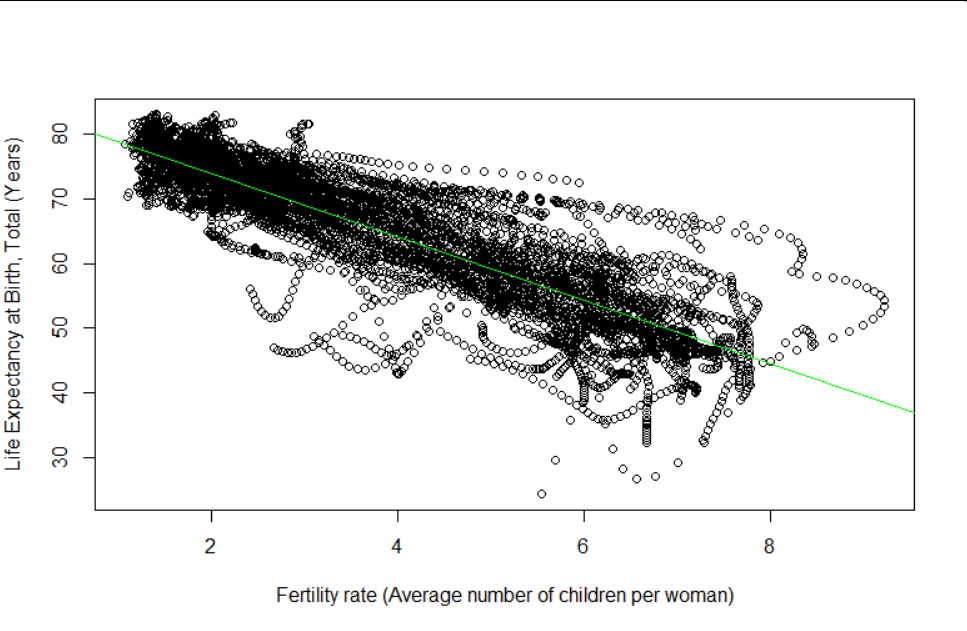 Life Expectancy at Birth, Total (Years)
80
70
60
50
40
30
2 4 6 8
Fertility rate (Average number of children per woman)